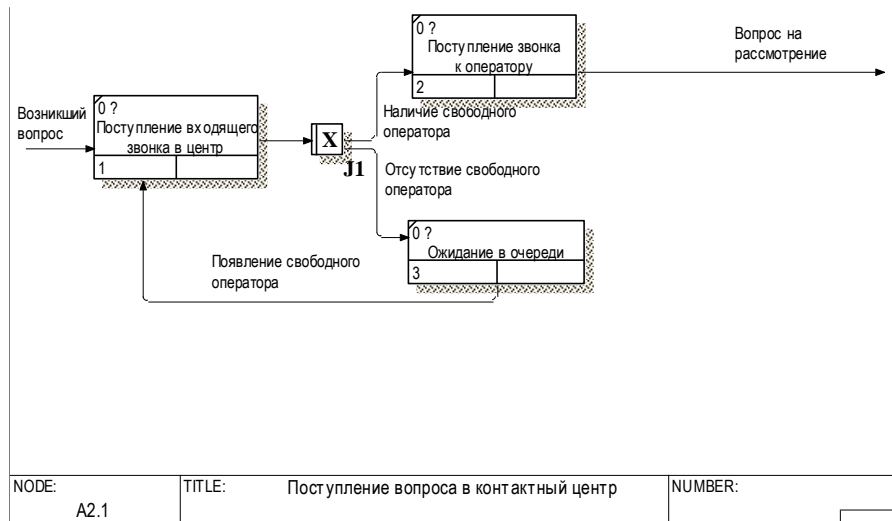 0 ?
Поступление звонка
к оператору
2
Вопрос на
рассмотрение
Возникший
вопрос
0 ?
Поступление входящего
звонка в центр
1
X
J1
Наличие свободного
оператора
Отсутствие свободного
оператора
0 ?
Ожидание в очереди
3
Появление свободного
оператора
NODE:
A2.1
TITLE:
Поступление вопроса в контактный центр
NUMBER: